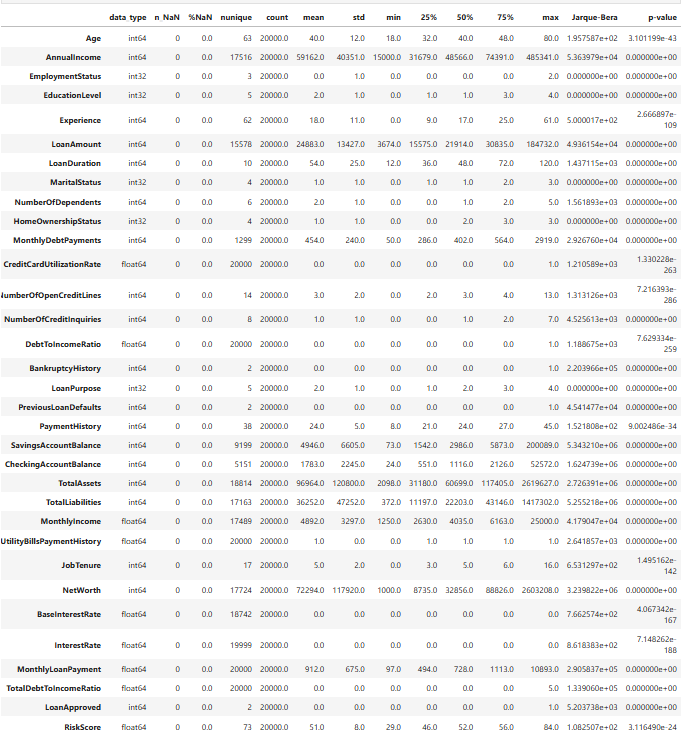 data_type n_NaN %NaN nunique count mean std min 25% 50% 75% max Jarque-Bera p-value
Age int64 0 0.0 63 20000.0 40.0 12.0 18.0 32.0 40.0 48.0 80.0 1.957587e+02 3.101199e-43
AnnualIncome int64 0 0.0 17516 20000.0 59162.0 40351.0 15000.0 31679.0 48566.0 74391.0 485341.0 5.363979e+04 0.000000e+00
EmploymentStatus int32 0 0.0 3 20000.0 0.0 1.0 0.0 0.0 0.0 0.0 2.0 0.000000e+00 0.000000e+00
EducationLevel int32 0 0.0 5 20000.0 2.0 1.0 0.0 1.0 1.0 3.0 4.0 0.000000e+00 0.000000e+00
Experience int64 0 0.0 62 20000.0 18.0 11.0 0.0 9.0 17.0 25.0 61.0 5.000017e+02 2.666897e-
109
LoanAmount int64 0 0.0 15578 20000.0 24883.0 13427.0 3674.0 15575.0 21914.0 30835.0 184732.0 4.936154e+04 0.000000e+00
LoanDuration int64 0 0.0 10 20000.0 54.0 25.0 12.0 36.0 48.0 72.0 120.0 1.437115e+03 0.000000e+00
MaritalStatus int32 0 0.0 4 20000.0 1.0 1.0 0.0 1.0 1.0 2.0 3.0 0.000000e+00 0.000000e+00
NumberOfDependents int64 0 0.0 6 20000.0 2.0 1.0 0.0 0.0 1.0 2.0 5.0 1.561893e+03 0.000000e+00
HomeOwnershipStatus int32 0 0.0 4 20000.0 1.0 1.0 0.0 0.0 2.0 3.0 3.0 0.000000e+00 0.000000e+00
MonthlyDebtPayments int64 0 0.0 1299 20000.0 454.0 240.0 50.0 286.0 402.0 564.0 2919.0 2.926760e+04 0.000000e+00
CreditCardUtilizationRate float64 0 0.0 20000 20000.0 0.0 0.0 0.0 0.0 0.0 0.0 1.0 1.210589e+03 1.330228e-
263
NumberOfOpenCreditLines int64 0 0.0 14 20000.0 3.0 2.0 0.0 2.0 3.0 4.0 13.0 1.313126e+03 7.216393e-
286
NumberOfCreditInquiries int64 0 0.0 8 20000.0 1.0 1.0 0.0 0.0 1.0 2.0 7.0 4.525613e+03 0.000000e+00
DebtToIncomeRatio float64 0 0.0 20000 20000.0 0.0 0.0 0.0 0.0 0.0 0.0 1.0 1.188675e+03 7.629334e-
259
BankruptcyHistory int64 0 0.0 2 20000.0 0.0 0.0 0.0 0.0 0.0 0.0 1.0 2.203966e+05 0.000000e+00
LoanPurpose int32 0 0.0 5 20000.0 2.0 1.0 0.0 1.0 2.0 3.0 4.0 0.000000e+00 0.000000e+00
PreviousLoanDefaults int64 0 0.0 2 20000.0 0.0 0.0 0.0 0.0 0.0 0.0 1.0 4.541477e+04 0.000000e+00
PaymentHistory int64 0 0.0 38 20000.0 24.0 5.0 8.0 21.0 24.0 27.0 45.0 1.521808e+02 9.002486e-34
SavingsAccountBalance int64 0 0.0 9199 20000.0 4946.0 6605.0 73.0 1542.0 2986.0 5873.0 200089.0 5.343210e+06 0.000000e+00
CheckingAccountBalance int64 0 0.0 5151 20000.0 1783.0 2245.0 24.0 551.0 1116.0 2126.0 52572.0 1.624739e+06 0.000000e+00
TotalAssets int64 0 0.0 18814 20000.0 96964.0 120800.0 2098.0 31180.0 60699.0 117405.0 2619627.0 2.726391e+06 0.000000e+00
TotalLiabilities int64 0 0.0 17163 20000.0 36252.0 47252.0 372.0 11197.0 22203.0 43146.0 1417302.0 5.255218e+06 0.000000e+00
MonthlyIncome float64 0 0.0 17489 20000.0 4892.0 3297.0 1250.0 2630.0 4035.0 6163.0 25000.0 4.179047e+04 0.000000e+00
UtilityBillsPaymentHistory float64 0 0.0 20000 20000.0 1.0 0.0 0.0 1.0 1.0 1.0 1.0 2.641857e+03 0.000000e+00
JobTenure int64 0 0.0 17 20000.0 5.0 2.0 0.0 3.0 5.0 6.0 16.0 6.531297e+02 1.495162e-
142
NetWorth int64 0 0.0 17724 20000.0 72294.0 117920.0 1000.0 8735.0 32856.0 88826.0 2603208.0 3.239822e+06 0.000000e+00
BaseInterestRate float64 0 0.0 18742 20000.0 0.0 0.0 0.0 0.0 0.0 0.0 0.0 7.662574e+02 4.067342e-
167
InterestRate float64 0 0.0 19999 20000.0 0.0 0.0 0.0 0.0 0.0 0.0 0.0 8.618383e+02 7.148262e-
188
MonthlyLoanPayment float64 0 0.0 20000 20000.0 912.0 675.0 97.0 494.0 728.0 1113.0 10893.0 2.905837e+05 0.000000e+00
TotalDebtToIncomeRatio float64 0 0.0 20000 20000.0 0.0 0.0 0.0 0.0 0.0 0.0 5.0 1.339060e+05 0.000000e+00
LoanApproved int64 0 0.0 2 20000.0 0.0 0.0 0.0 0.0 0.0 0.0 1.0 5.203738e+03 0.000000e+00
RiskScore float64 0 0.0 73 20000.0 51.0 8.0 29.0 46.0 52.0 56.0 84.0 1.082507e+02 3.116490e-24